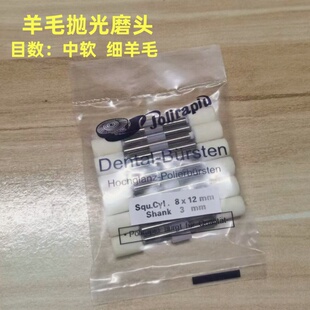 羊毛抛光磨头
目数：中软 细羊毛
Polirapid
Dental-Bürsten
Hochglanz-Polierbürsten
Squ.Cyl. 8 x 12 mm
Shank 3 mm